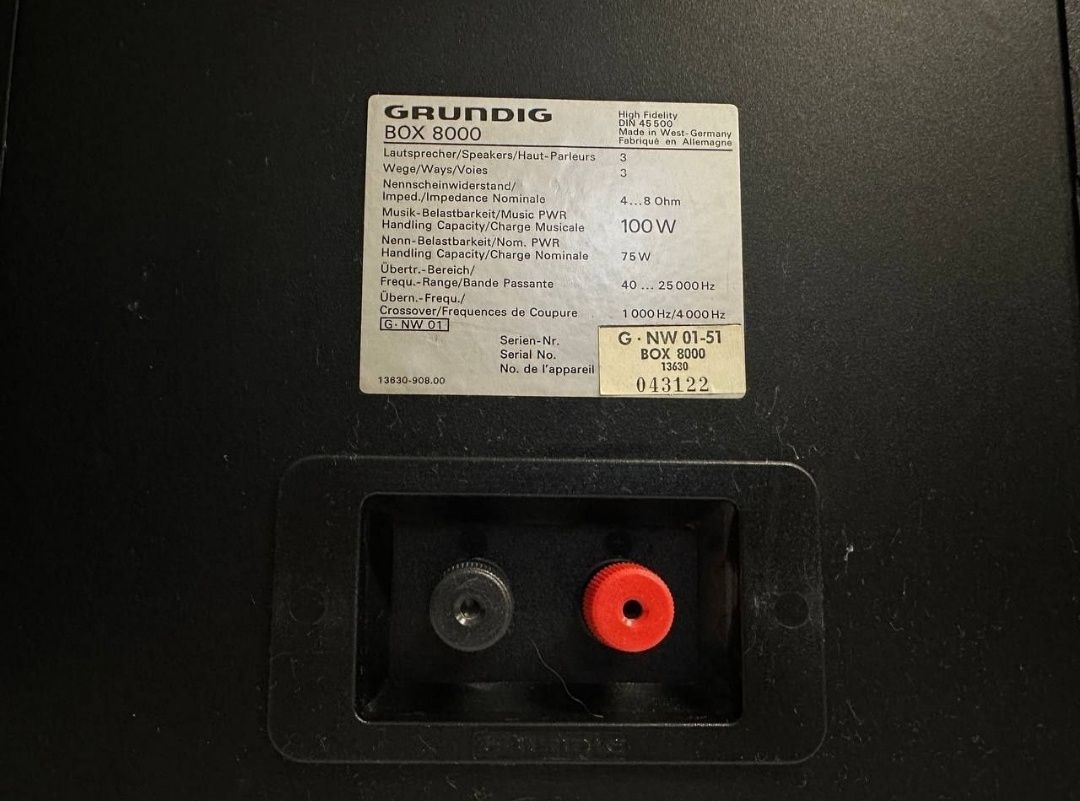 GRUNDIG
BOX 8000
High Fidelity
DIN 45 500
Made in West-Germany
Fabriqué en Allemagne
Lautsprecher/Speakers/Haut-Parleurs 3
Wege/Ways/Voies 3
Nennscheinwiderstand/
Imped./Impedance Nominale 4...8 Ohm
Musik-Belastbarkeit/Music PWR
Handling Capacity/Charge Musicale 100 W
Nenn-Belastbarkeit/Nom. PWR
Handling Capacity/Charge Nominale 75 W
Übertr.-Bereich/
Frequ.-Range/Bande Passante 40 ... 25 000 Hz
Übern.-Frequ./
Crossover/Frequences de Coupure 1 000 Hz/4 000 Hz
G · NW 01
Serien-Nr.
Serial No.
No. de l'appareil
G · NW 01-51
BOX 8000
13630
043122
13630-908.00
GRUNDIG